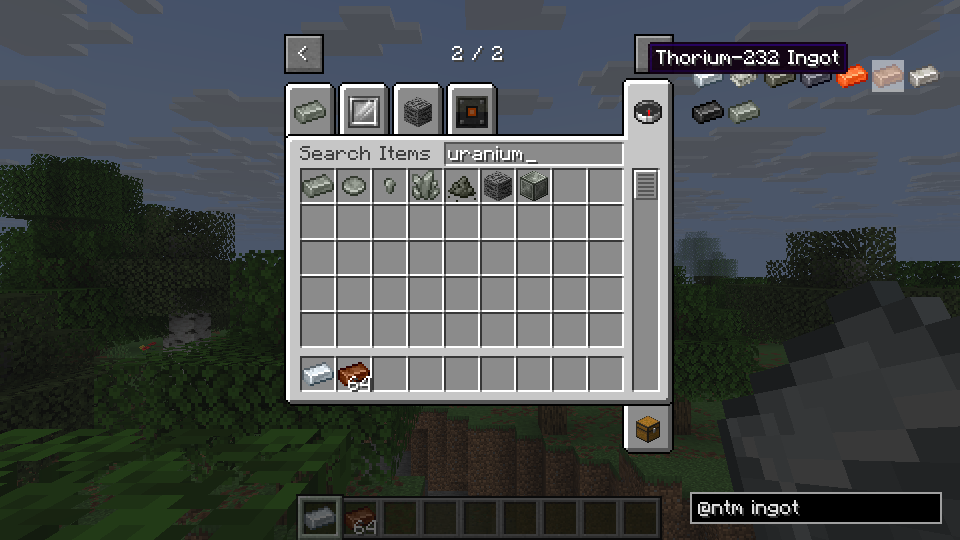 2 / 2
Thorium-232 Ingot
Search Items uranium_
64
64
@ntm ingot